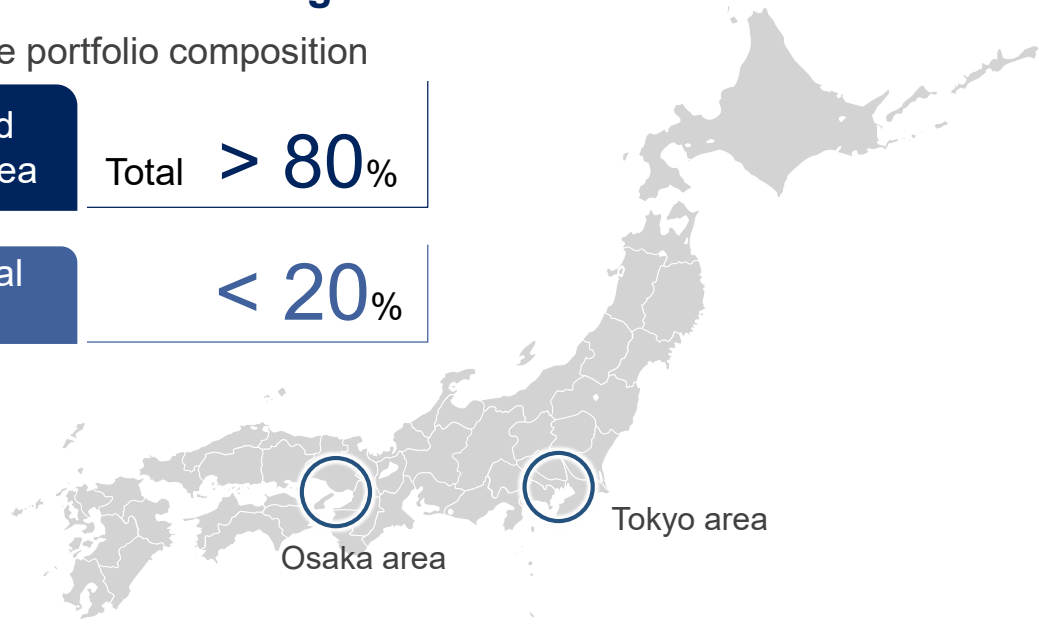 g
e portfolio composition
d
ea
Total > 80%
al
< 20%
Tokyo area
Osaka area